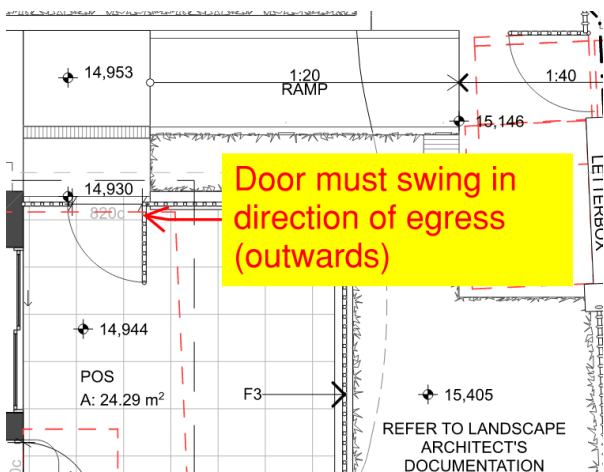 14,953
1:20
RAMP
1:40
15,146
LETTERBOX
14,930
820c
Door must swing in
direction of egress
(outwards)
14,944
POS
A: 24.29 m²
F3
15,405
REFER TO LANDSCAPE
ARCHITECT'S
DOCUMENTATION